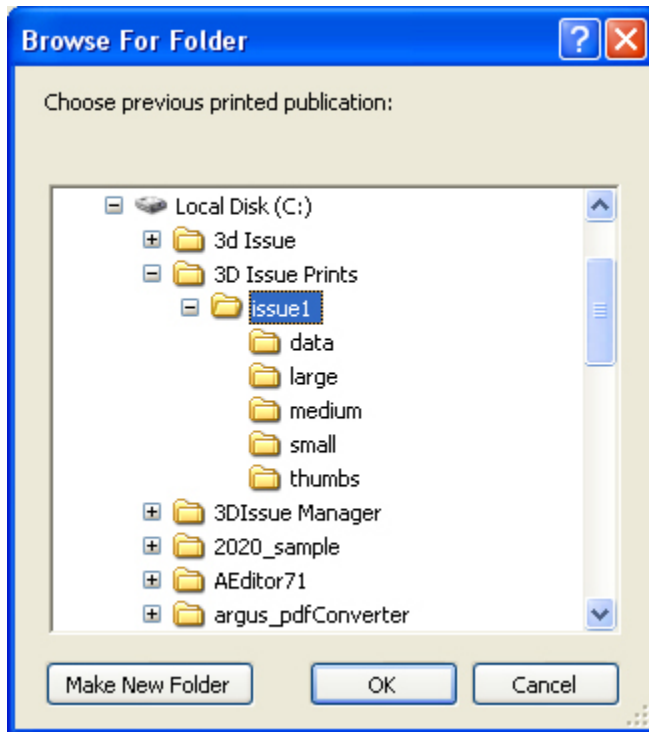 Browse For Folder
Choose previous printed publication:
Local Disk (C:)
3d Issue
3D Issue Prints
issue1
data
large
medium
small
thumbs
3DIssue Manager
2020_sample
AEditor71
argus_pdfConverter
Make New Folder OK Cancel